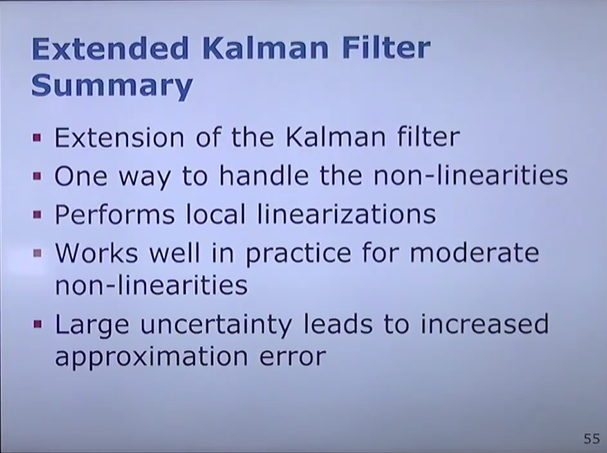 Extended Kalman Filter
Summary
▪ Extension of the Kalman filter
▪ One way to handle the non-linearities
▪ Performs local linearizations
▪ Works well in practice for moderate
non-linearities
▪ Large uncertainty leads to increased
approximation error
55